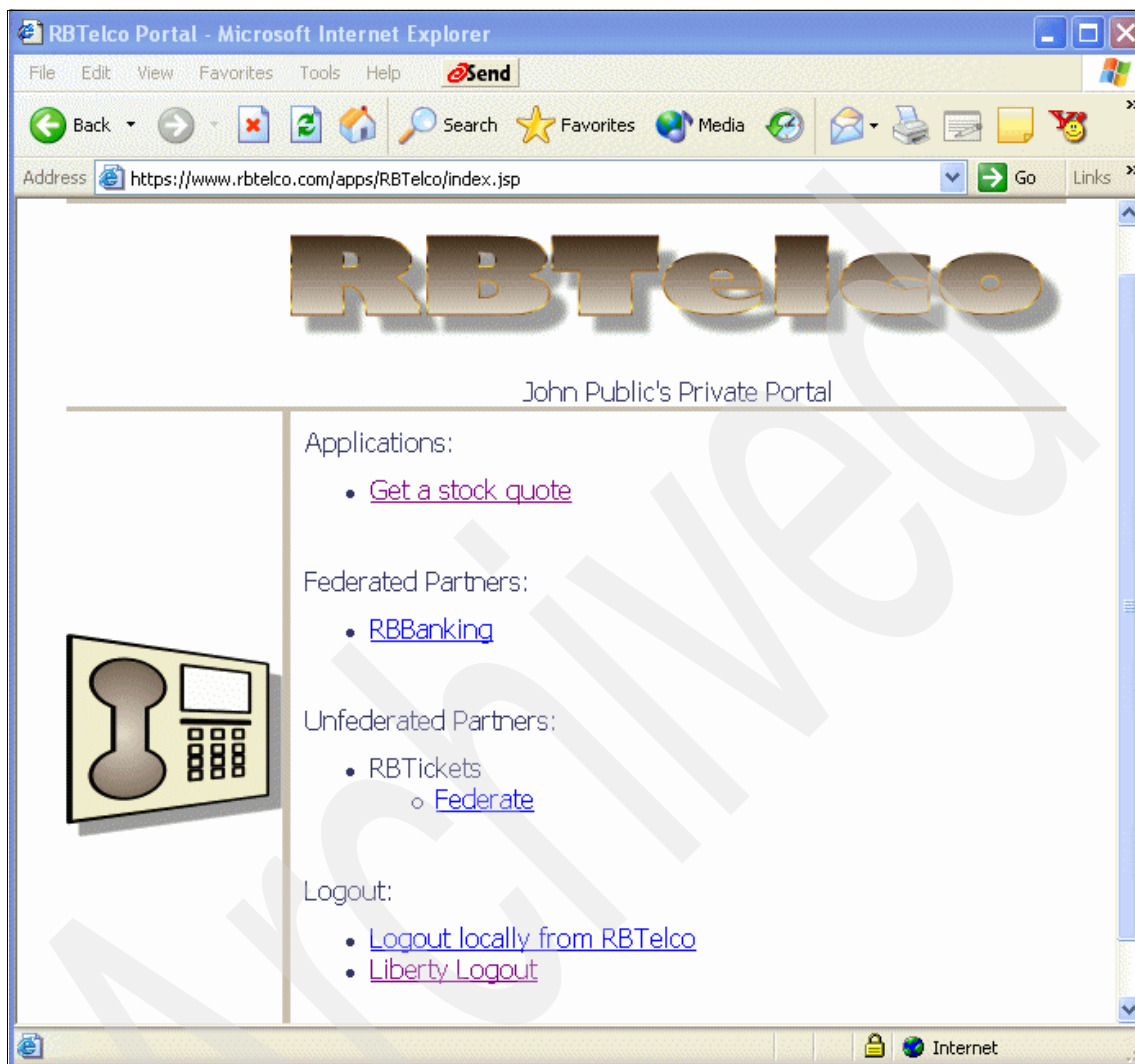 RBTelco Portal - Microsoft Internet Explorer
File Edit View Favorites Tools Help Send
Back Search Favorites Media
Address https://www.rbtelco.com/apps/RBTelco/index.jsp Go Links
RBTelco
John Public's Private Portal
Applications:
Get a stock quote
Federated Partners:
RBBanking
Unfederated Partners:
RBTickets
Federate
Logout:
Logout locally from RBTelco
Liberty Logout
Internet
Archived